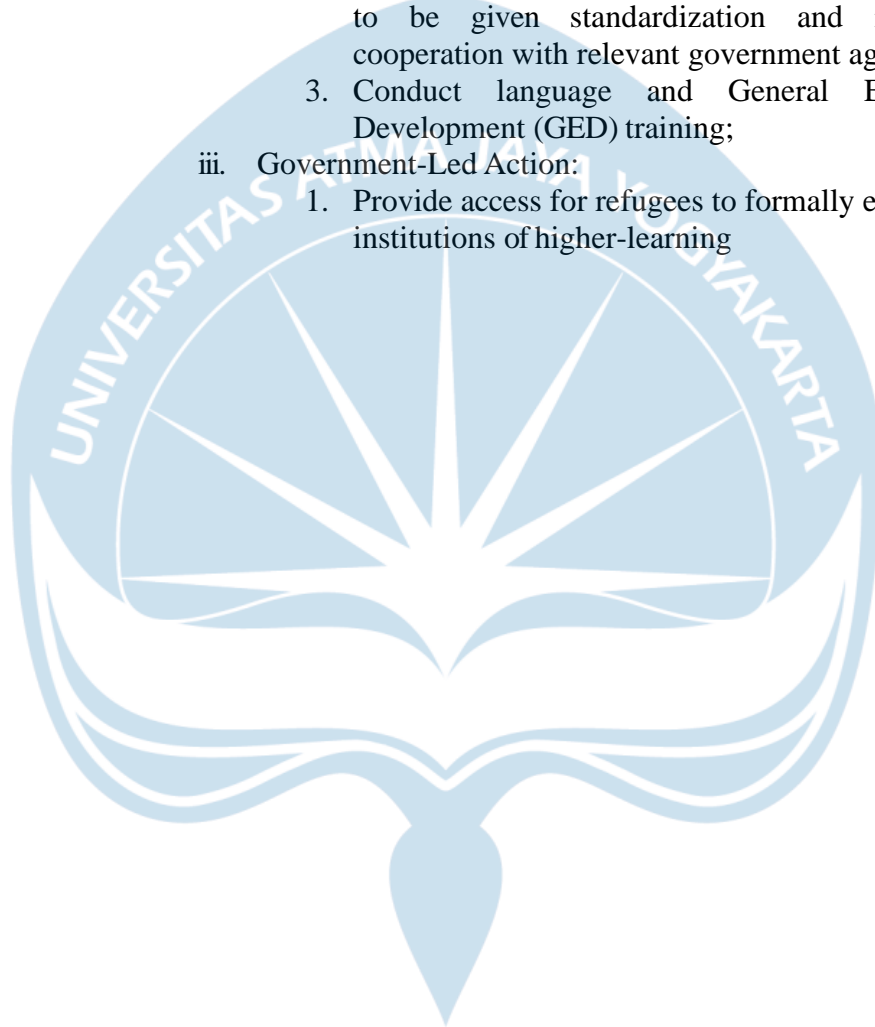 to be given standardization and
cooperation with relevant government
3. Conduct language and General
Development (GED) training;
iii. Government-Led Action:
1. Provide access for refugees to formally
institutions of higher-learning
UNIVERSITAS ATMA JAYA YOGYAKARTA